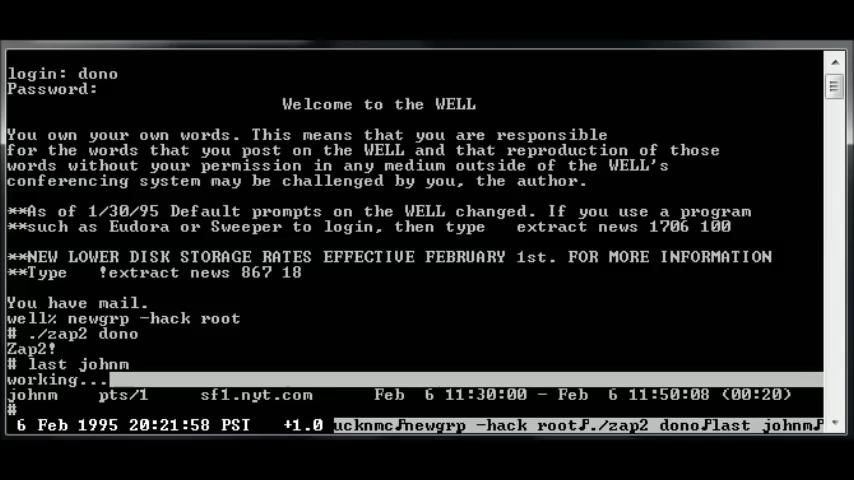 login: dono
Password:
Welcome to the WELL
You own your own words. This means that you are responsible
for the words that you post on the WELL and that reproduction of those
words without your permission in any medium outside of the WELL's
conferencing system may be challenged by you, the author.
**As of 1/30/95 Default prompts on the WELL changed. If you use a program
**such as Eudora or Sweeper to login, then type   extract news 1706 100
**NEW LOWER DISK STORAGE RATES EFFECTIVE FEBRUARY 1st. FOR MORE INFORMATION
**Type   !extract news 867 18
You have mail.
well% newgrp -hack root
# ./zap2 dono
Zap2!
# last johnm
working...
johnm     pts/1      sf1.nyt.com      Feb  6 11:30:00 - Feb  6 11:50:08 (00:20)
#
6 Feb 1995 20:21:58 PSI    +1.0 ucknmc♪newgrp -hack root♪./zap2 dono♪last johnm♪